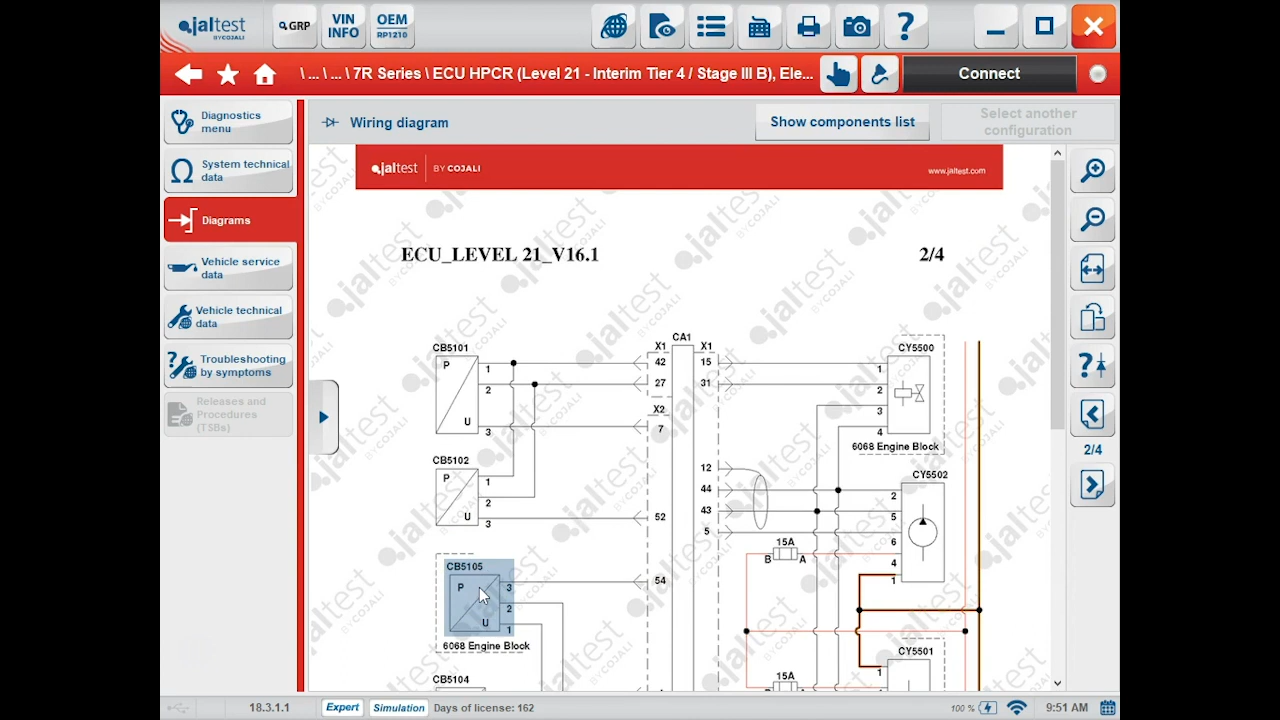 jaltest
BY COJALI
GRP
VIN
INFO
OEM
RP1210
\ ... \ ... \ 7R Series \ ECU HPCR (Level 21 - Interim Tier 4 / Stage III B), Ele...
Connect
Diagnostics
menu
System technical
data
Diagrams
Vehicle service
data
Vehicle technical
data
Troubleshooting
by symptoms
Releases and
Procedures
(TSBs)
Wiring diagram
Show components list
Select another
configuration
jaltest BY COJALI
www.jaltest.com
ECU_LEVEL 21_V16.1
2/4
CB5101
P
U
1
2
3
CB5102
P
U
1
2
3
CB5105
P
U
3
2
1
6068 Engine Block
CB5104
CA1
X1
42
27
X2
7
52
54
X1
15
31
12
44
43
5
CY5500
1
2
3
4
6068 Engine Block
CY5502
2
5
6
4
1
15A
B
A
CY5501
1
15A
2/4
18.3.1.1
Expert
Simulation
Days of license: 162
100 %
9:51 AM